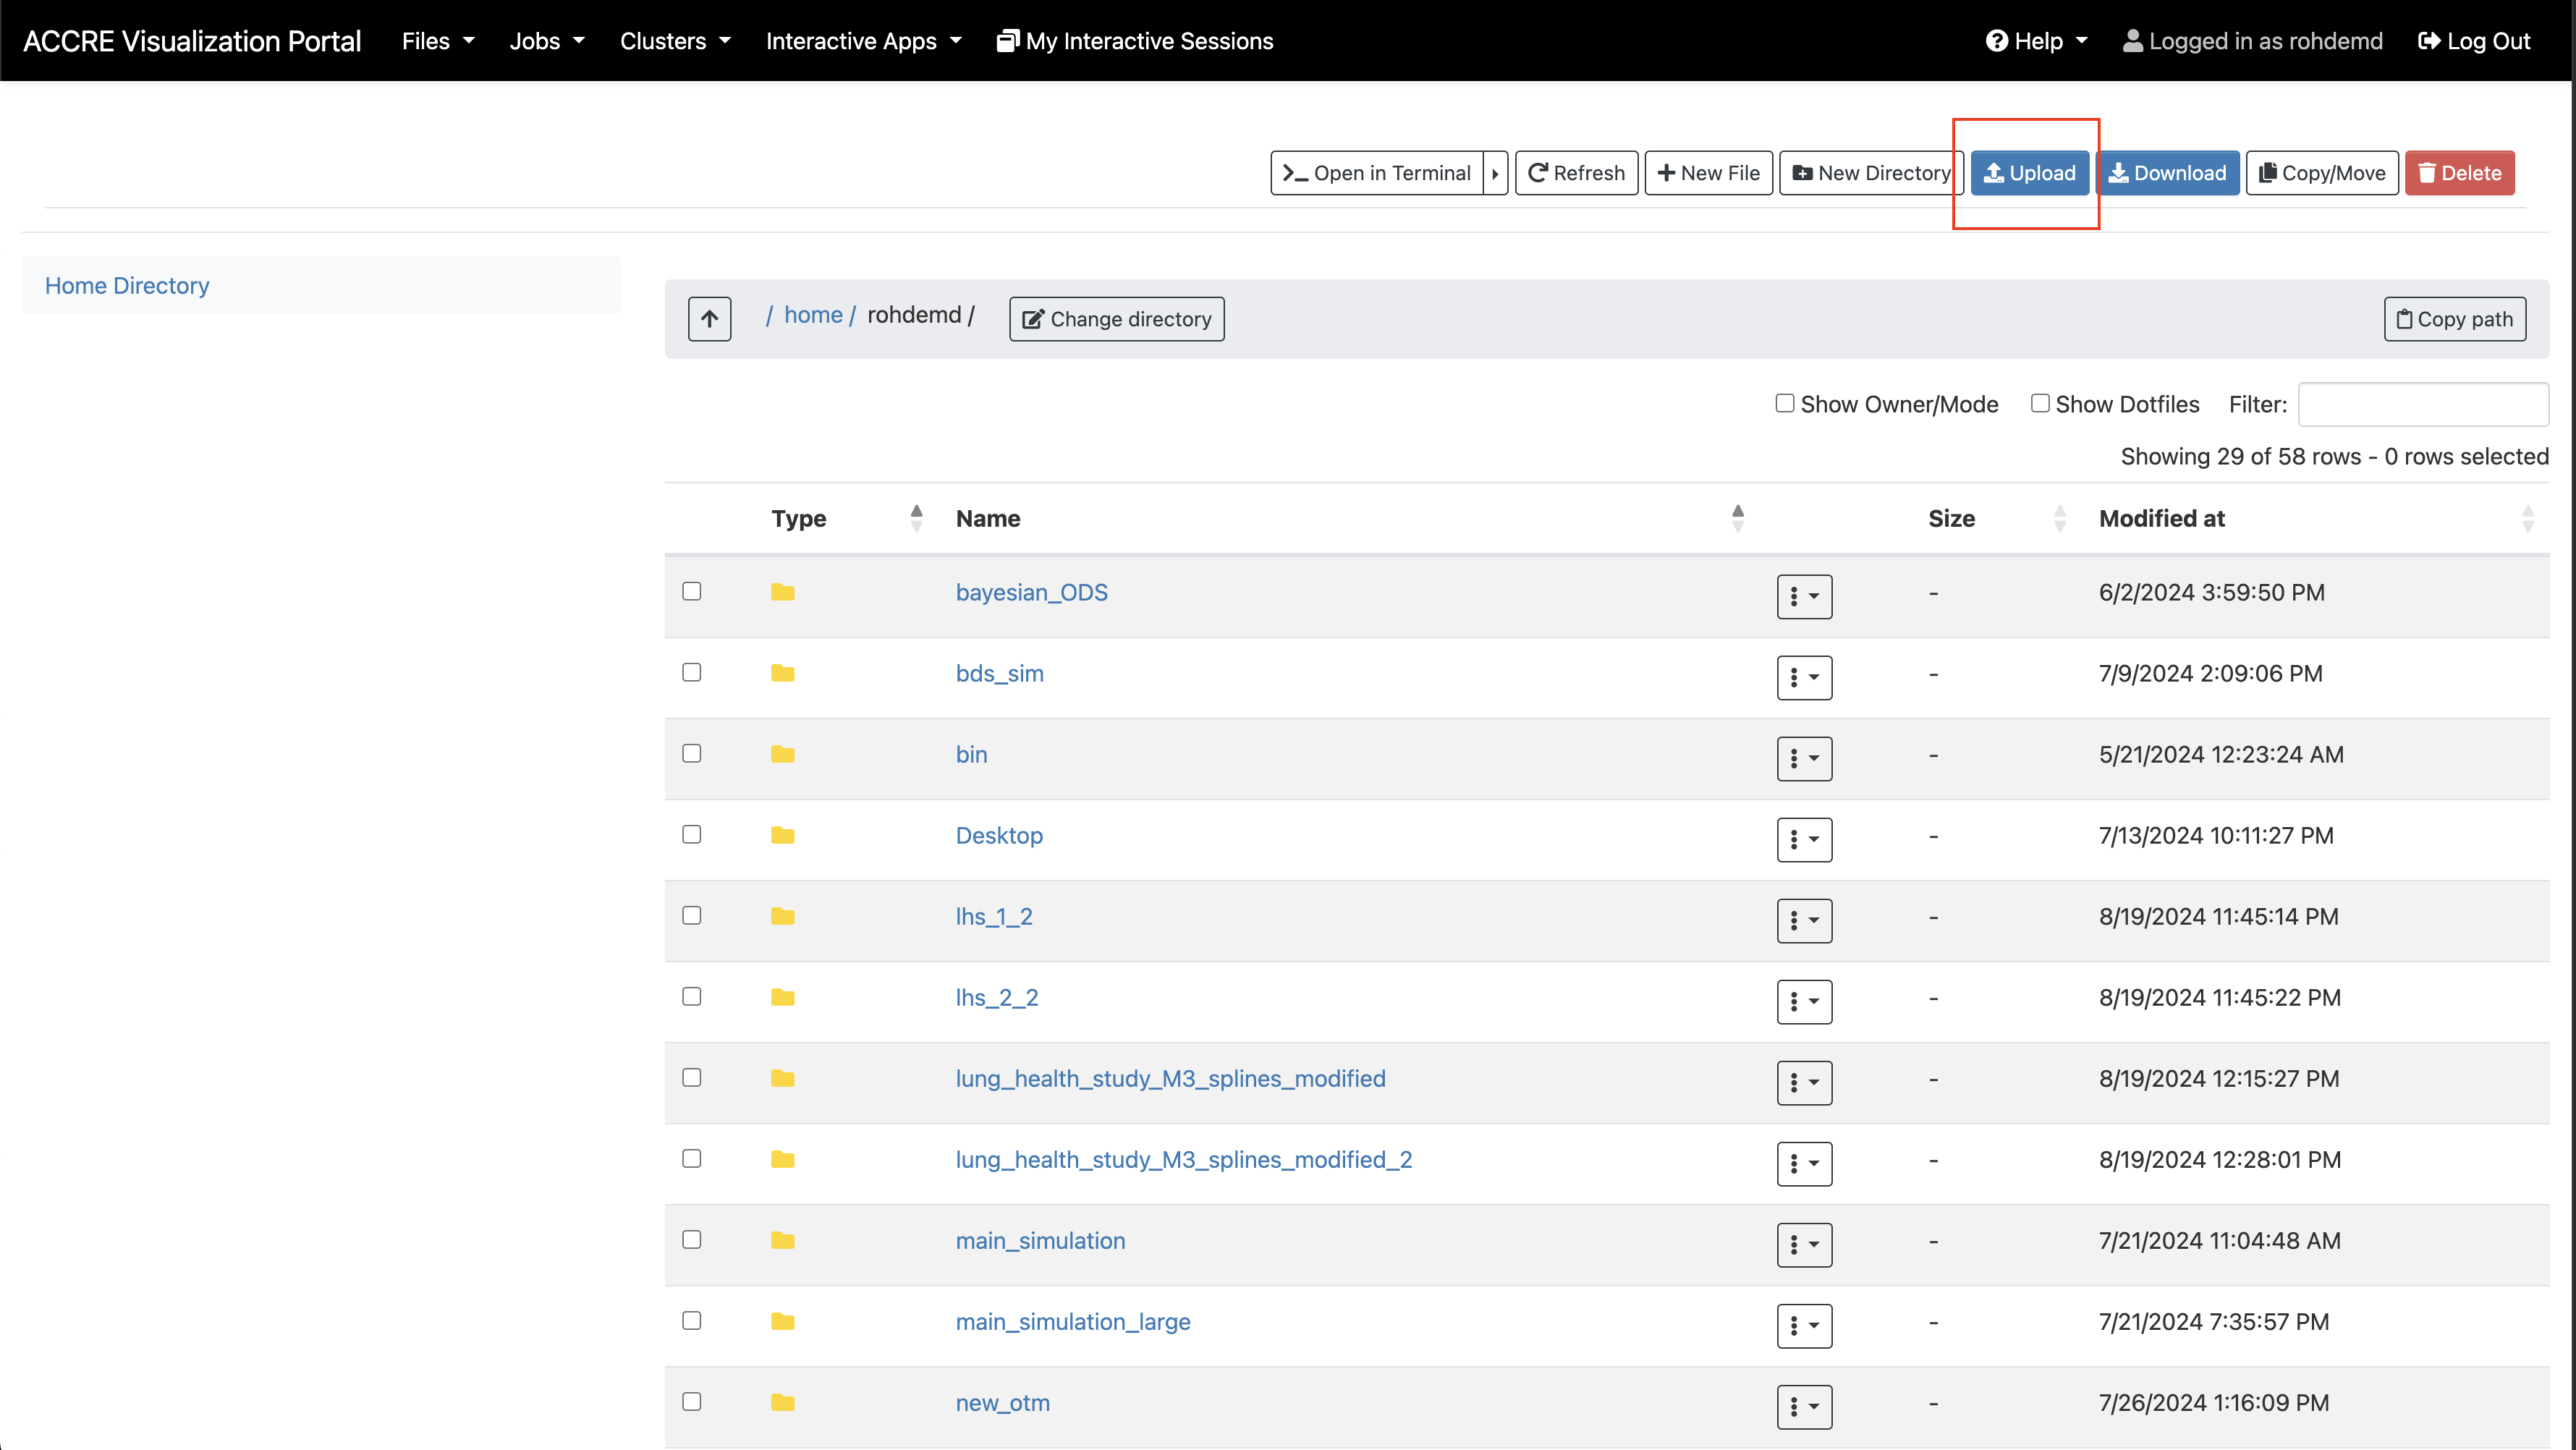 ACCRE Visualization Portal Files Jobs Clusters Interactive Apps My Interactive Sessions Help Logged in as rohdemd Log Out
Open in Terminal Refresh New File New Directory Upload Download Copy/Move Delete
Home Directory
/ home / rohdemd / Change directory Copy path
Show Owner/Mode Show Dotfiles Filter:
Showing 29 of 58 rows - 0 rows selected
Type Name Size Modified at
bayesian_ODS - 6/2/2024 3:59:50 PM
bds_sim - 7/9/2024 2:09:06 PM
bin - 5/21/2024 12:23:24 AM
Desktop - 7/13/2024 10:11:27 PM
lhs_1_2 - 8/19/2024 11:45:14 PM
lhs_2_2 - 8/19/2024 11:45:22 PM
lung_health_study_M3_splines_modified - 8/19/2024 12:15:27 PM
lung_health_study_M3_splines_modified_2 - 8/19/2024 12:28:01 PM
main_simulation - 7/21/2024 11:04:48 AM
main_simulation_large - 7/21/2024 7:35:57 PM
new_otm - 7/26/2024 1:16:09 PM